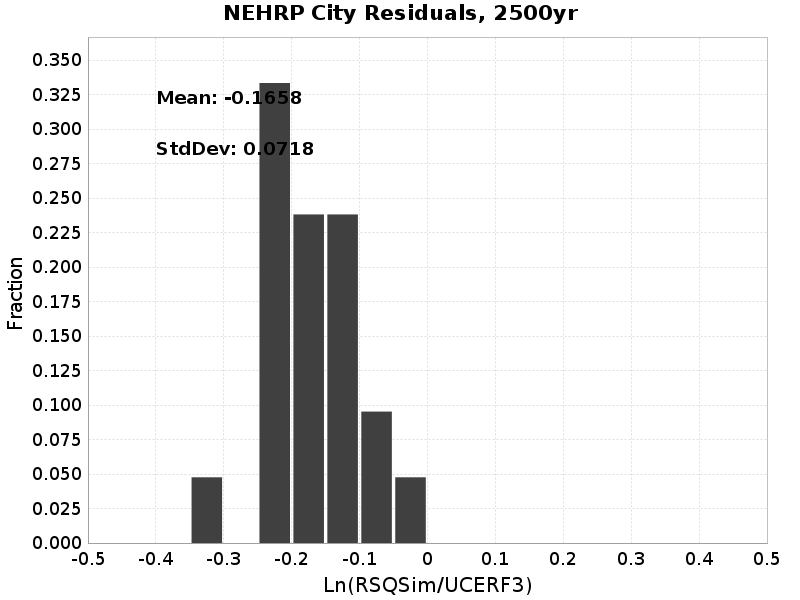 NEHRP City Residuals, 2500yr
0.350
0.325
0.300
0.275
0.250
0.225
0.200
0.175
0.150
0.125
0.100
0.075
0.050
0.025
0.000
Fraction
Mean: -0.1658
StdDev: 0.0718
-0.5 -0.4 -0.3 -0.2 -0.1 0 0.1 0.2 0.3 0.4 0.5
Ln(RSQSim/UCERF3)